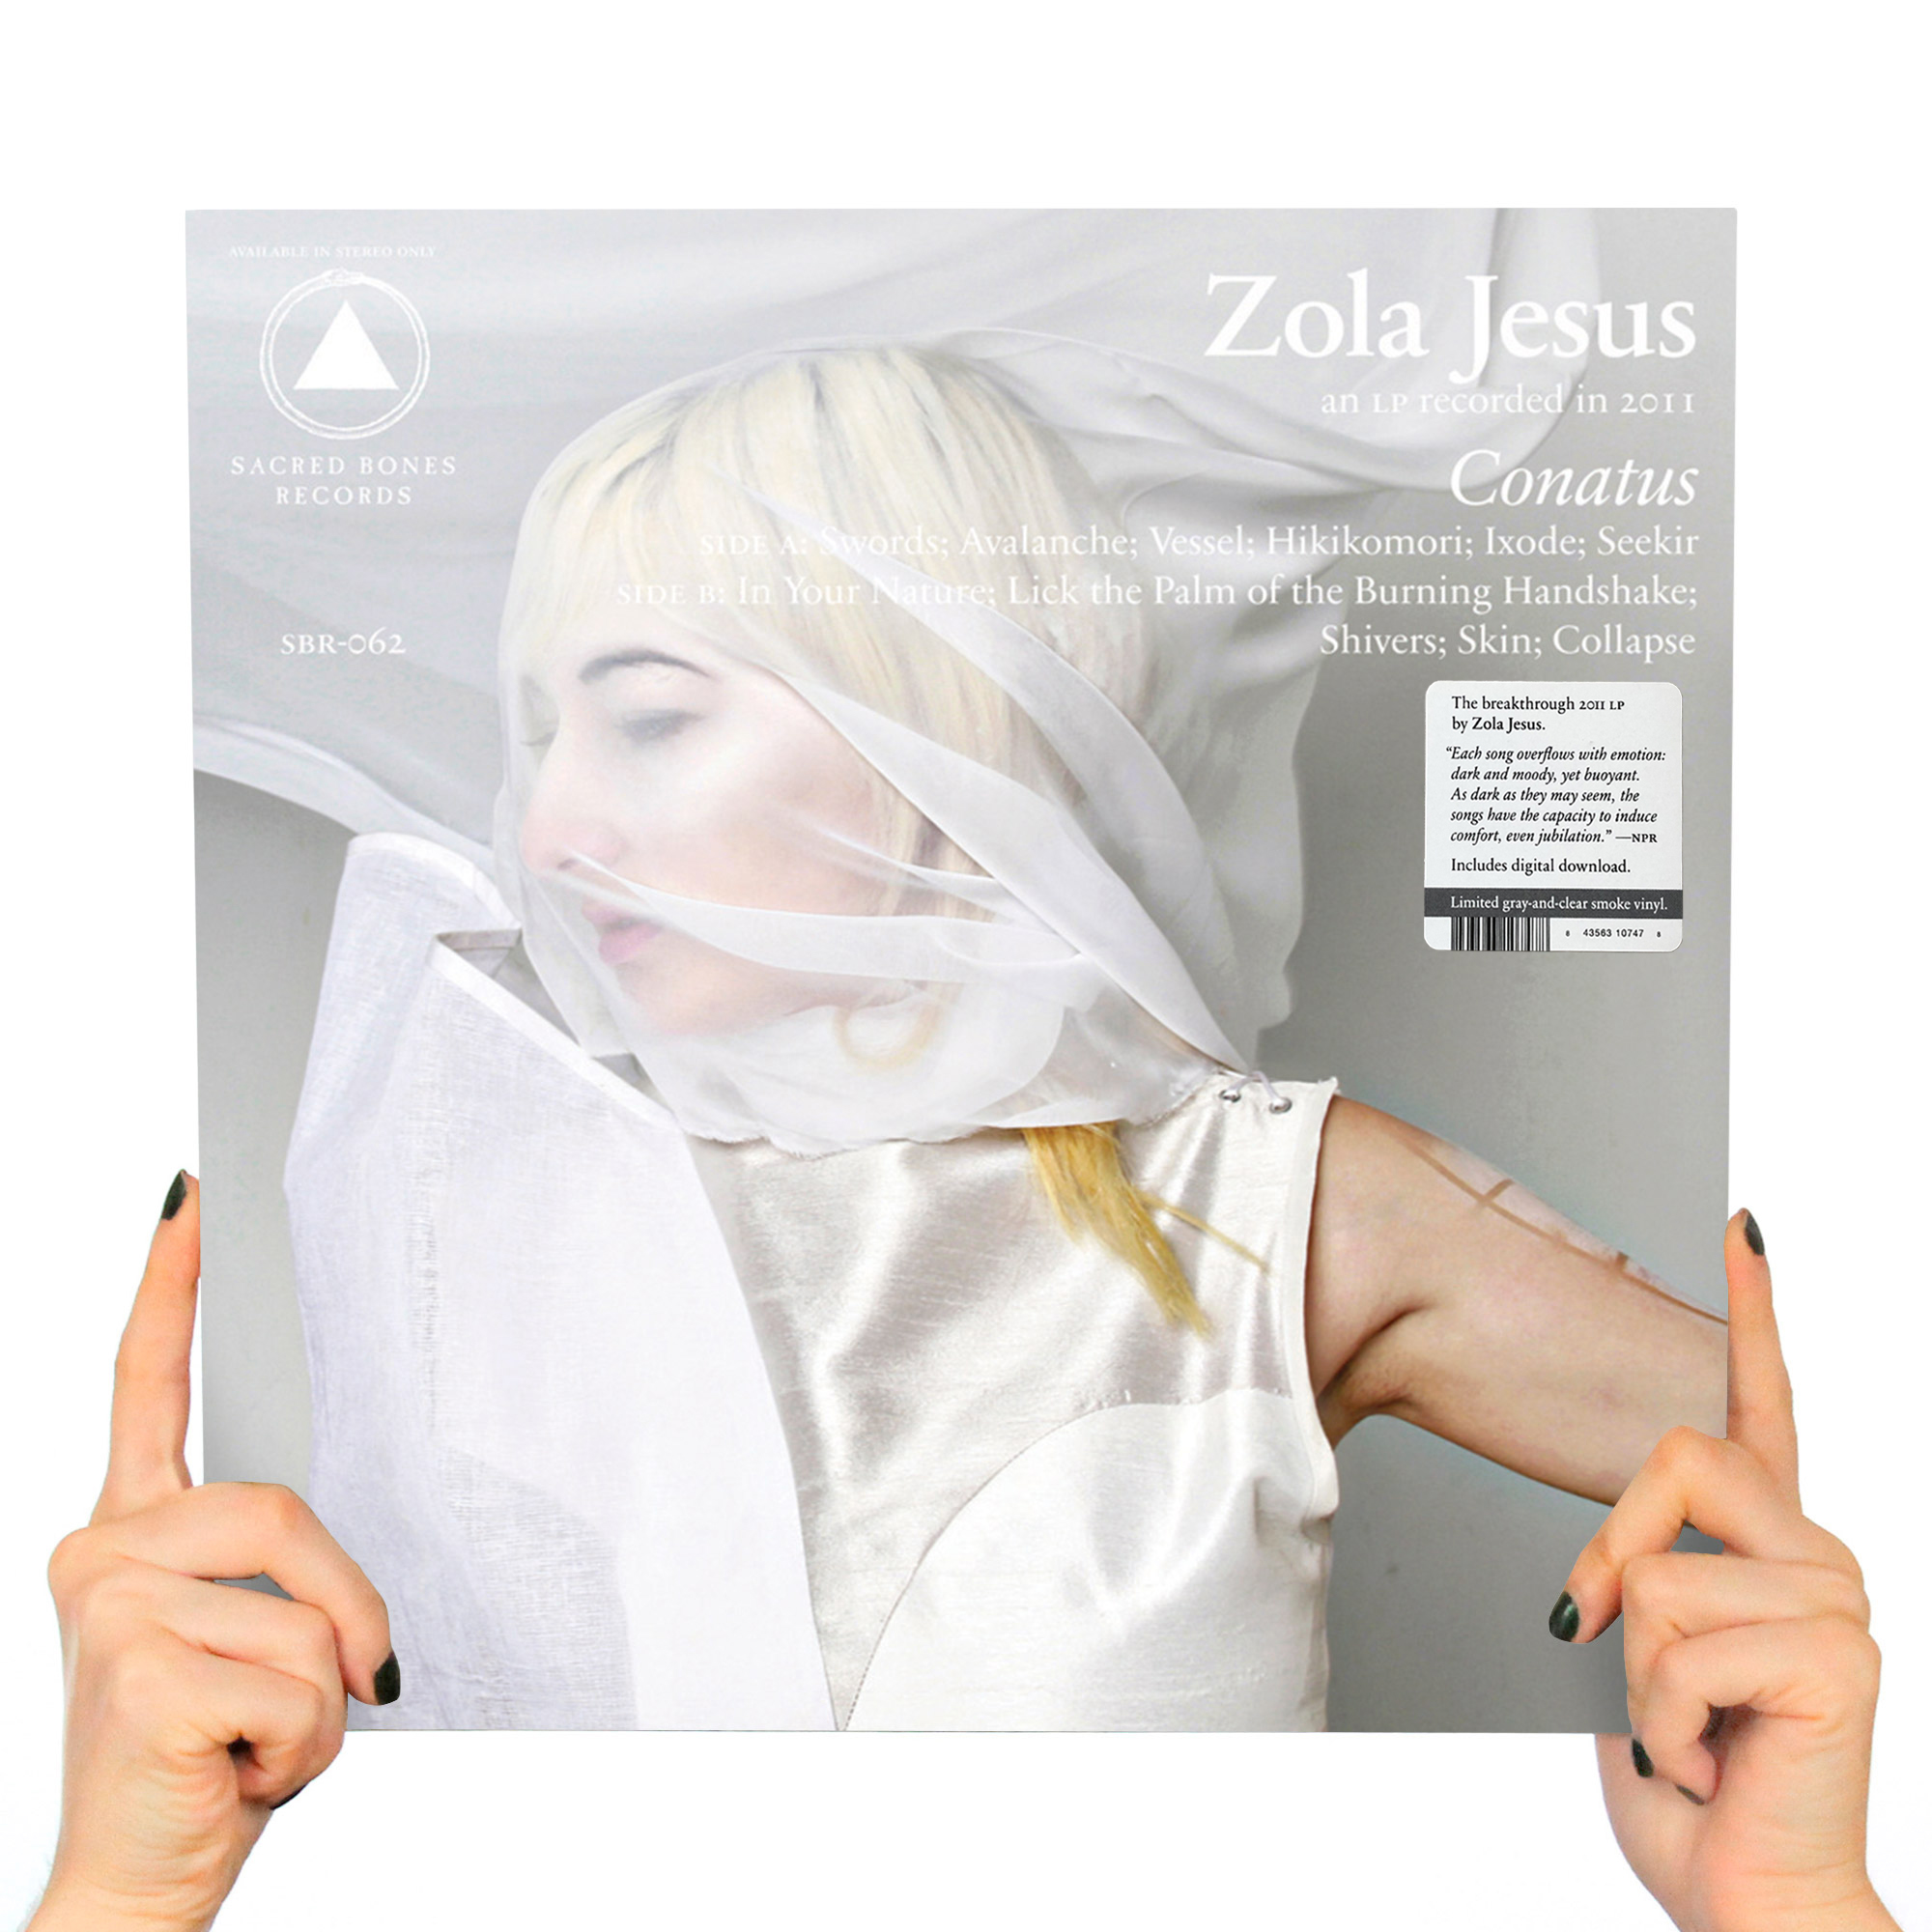 AVAILABLE IN STEREO ONLY
SACRED BONES
RECORDS
SBR-062
Zola Jesus
an LP recorded in 2011
Conatus
SIDE A: Swords; Avalanche; Vessel; Hikikomori; Ixode; Seekir
SIDE B: In Your Nature; Lick the Palm of the Burning Handshake;
Shivers; Skin; Collapse
The breakthrough 2011 LP
by Zola Jesus.
“Each song overflows with emotion:
dark and moody, yet buoyant.
As dark as they may seem, the
songs have the capacity to induce
comfort, even jubilation.” —NPR
Includes digital download.
Limited gray-and-clear smoke vinyl.
8 43563 10747 8